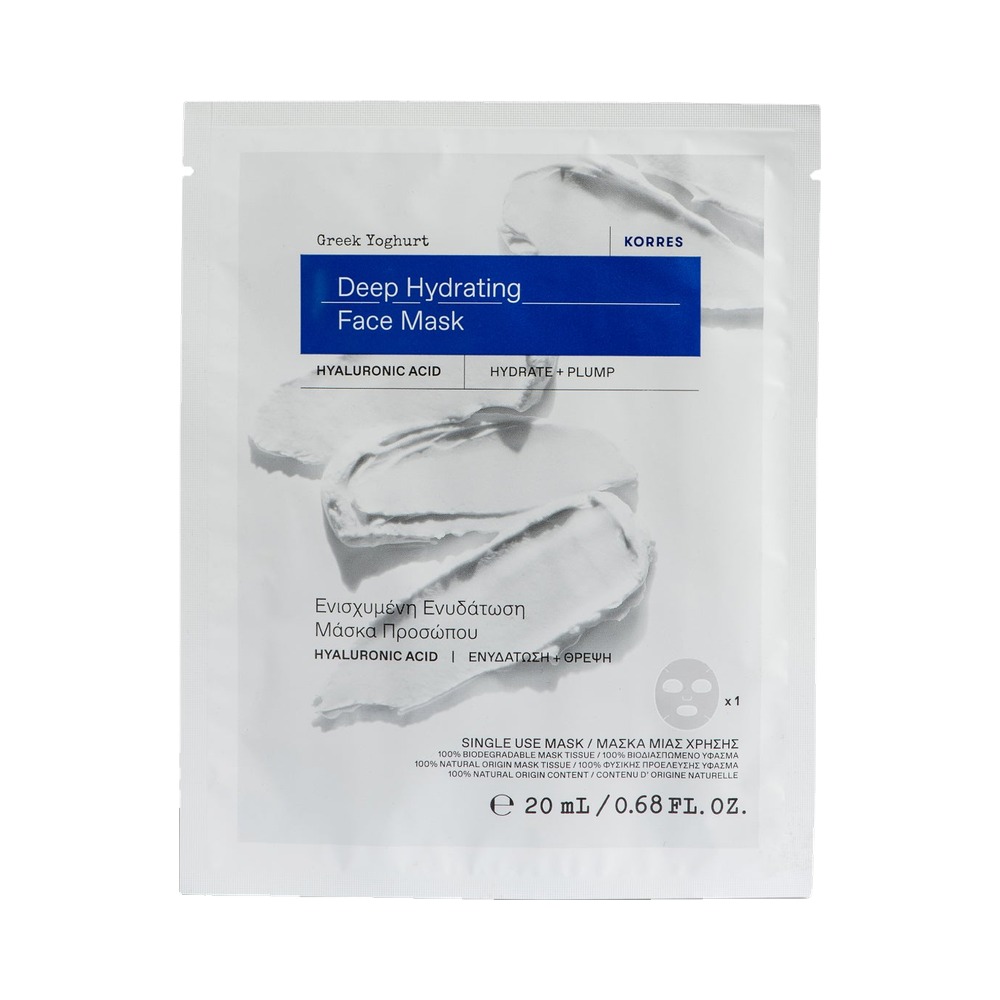 Greek Yoghurt
KORRES
Deep Hydrating
Face Mask
HYALURONIC ACID
HYDRATE + PLUMP
Ενισχυμένη Ενυδάτωση
Μάσκα Προσώπου
HYALURONIC ACID | ΕΝΥΔΑΤΩΣΗ + ΘΡΕΨΗ
x 1
SINGLE USE MASK / ΜΑΣΚΑ ΜΙΑΣ ΧΡΗΣΗΣ
100% BIODEGRADABLE MASK TISSUE / 100% ΒΙΟΔΙΑΣΠΩΜΕΝΟ ΥΦΑΣΜΑ
100% NATURAL ORIGIN MASK TISSUE / 100% ΦΥΣΙΚΗΣ ΠΡΟΕΛΕΥΣΗΣ ΥΦΑΣΜΑ
100% NATURAL ORIGIN CONTENT / CONTENU D' ORIGINE NATURELLE
℮ 20 mL / 0.68 FL. OZ.